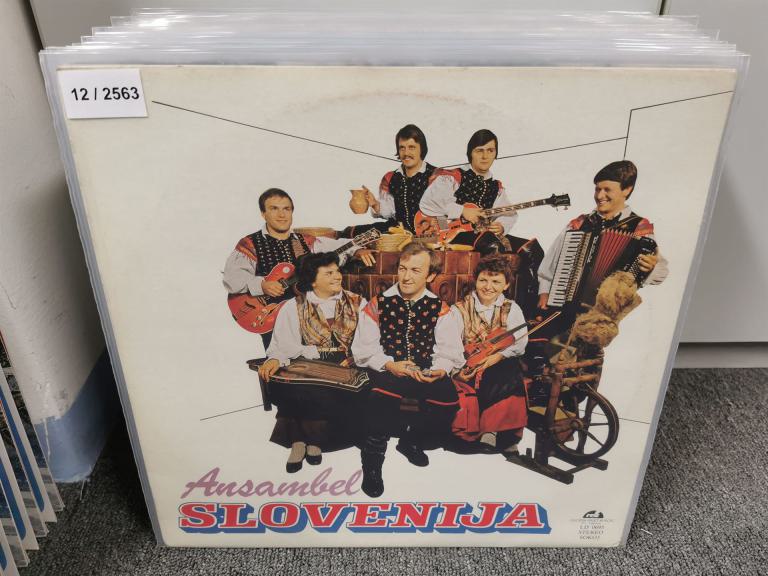 12 / 2563
Ansambel
SLOVENIJA
STEREO